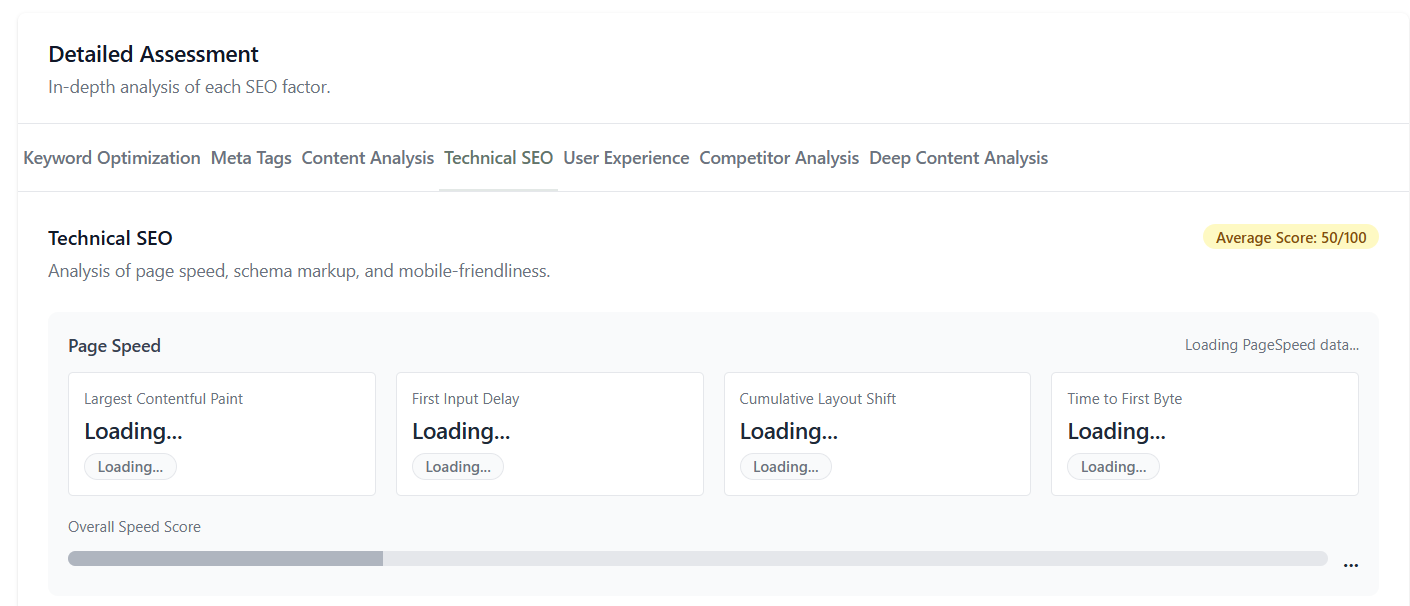 Detailed Assessment
In-depth analysis of each SEO factor.
Keyword Optimization Meta Tags Content Analysis Technical SEO User Experience Competitor Analysis Deep Content Analysis
Technical SEO
Average Score: 50/100
Analysis of page speed, schema markup, and mobile-friendliness.
Page Speed
Loading PageSpeed data...
Largest Contentful Paint
Loading...
Loading...
First Input Delay
Loading...
Loading...
Cumulative Layout Shift
Loading...
Loading...
Time to First Byte
Loading...
Loading...
Overall Speed Score
...